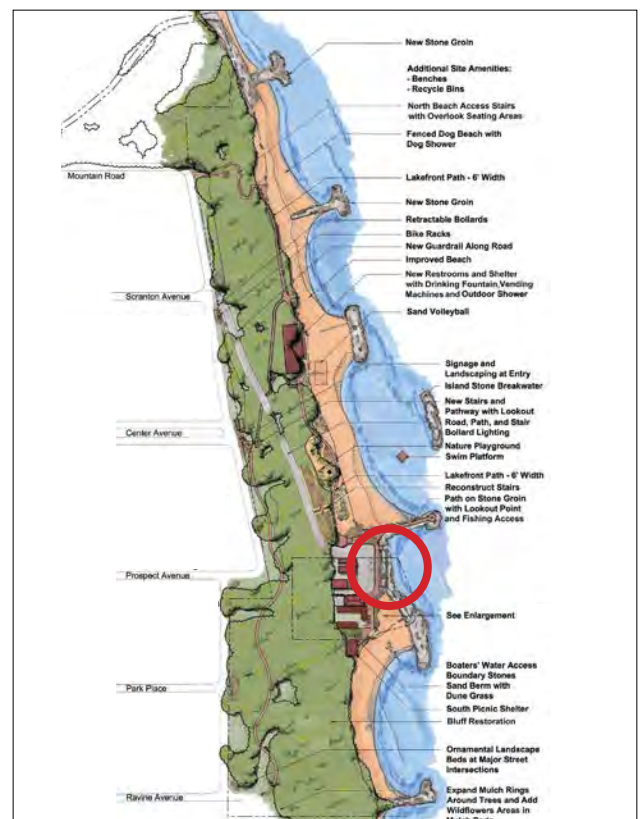 New Stone Groin
Additional Site Amenities:
- Benches
- Recycle Bins
North Beach Access Stairs
with Overlook Seating Areas
Fenced Dog Beach with
Dog Shower
Mountain Road
Lakefront Path - 6' Width
New Stone Groin
Retractable Bollards
Bike Racks
New Guardrail Along Road
Improved Beach
New Restrooms and Shelter
with Drinking Fountain,Vending
Machines and Outdoor Shower
Scranton Avenue
Sand Volleyball
Signage and
Landscaping at Entry
Island Stone Breakwater
New Stairs and
Pathway with Lookout
Road, Path, and Stair
Bollard Lighting
Center Avenue
Nature Playground
Swim Platform
Lakefront Path - 6' Width
Reconstruct Stairs
Path on Stone Groin
with Lookout Point
and Fishing Access
Prospect Avenue
See Enlargement
Boaters' Water Access
Boundary Stones
Sand Berm with
Dune Grass
Park Place
South Picnic Shelter
Bluff Restoration
Ornamental Landscape
Beds at Major Street
Intersections
Ravine Avenue
Expand Mulch Rings
Around Trees and Add
Wildflowers Areas in